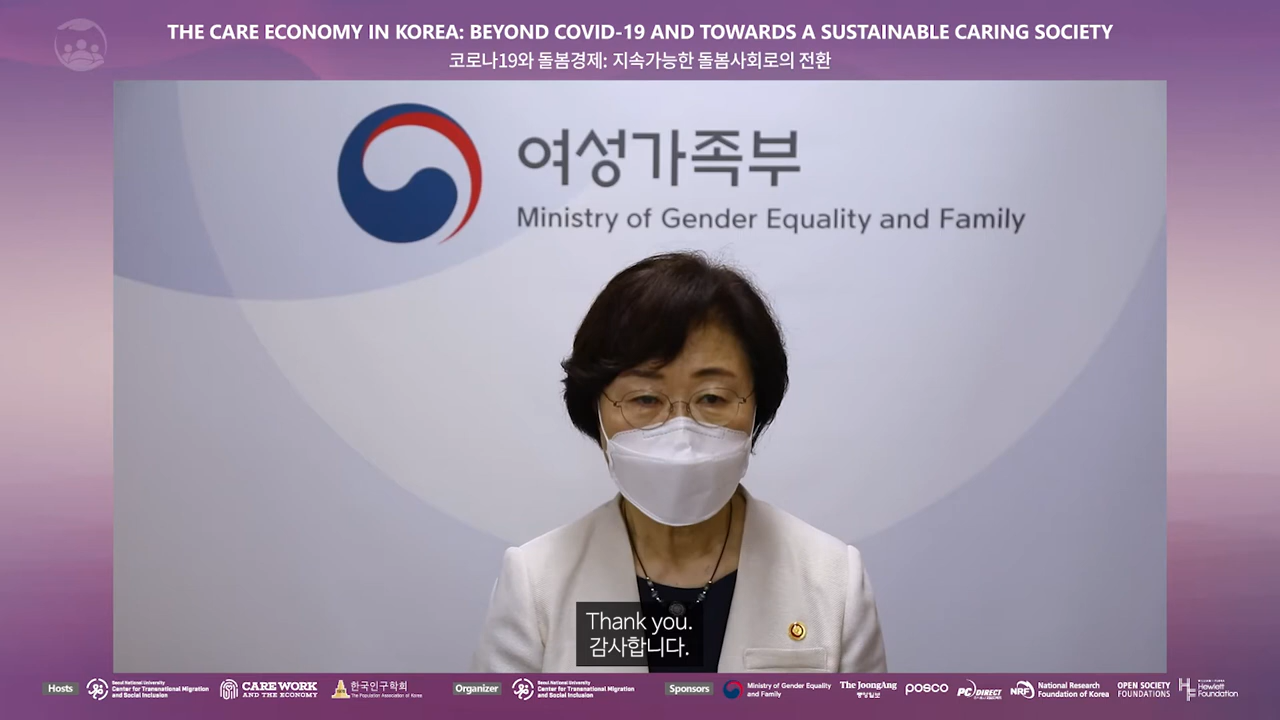 THE CARE ECONOMY IN KOREA: BEYOND COVID-19 AND TOWARDS A SUSTAINABLE CARING SOCIETY
코로나19와 돌봄경제: 지속가능한 돌봄사회로의 전환
여성가족부
Ministry of Gender Equality and Family
Thank you.
감사합니다.
Hosts
Seoul National University
Center for Transnational Migration
and Social Inclusion
CARE WORK
AND THE ECONOMY
한국인구학회
The Population Association of Korea
Organizer
Seoul National University
Center for Transnational Migration
and Social Inclusion
Sponsors
Ministry of Gender Equality
and Family
The JoongAng
중앙일보
posco
PC DIRECT
NRF
National Research
Foundation of Korea
OPEN SOCIETY
FOUNDATIONS
Hewlett
Foundation